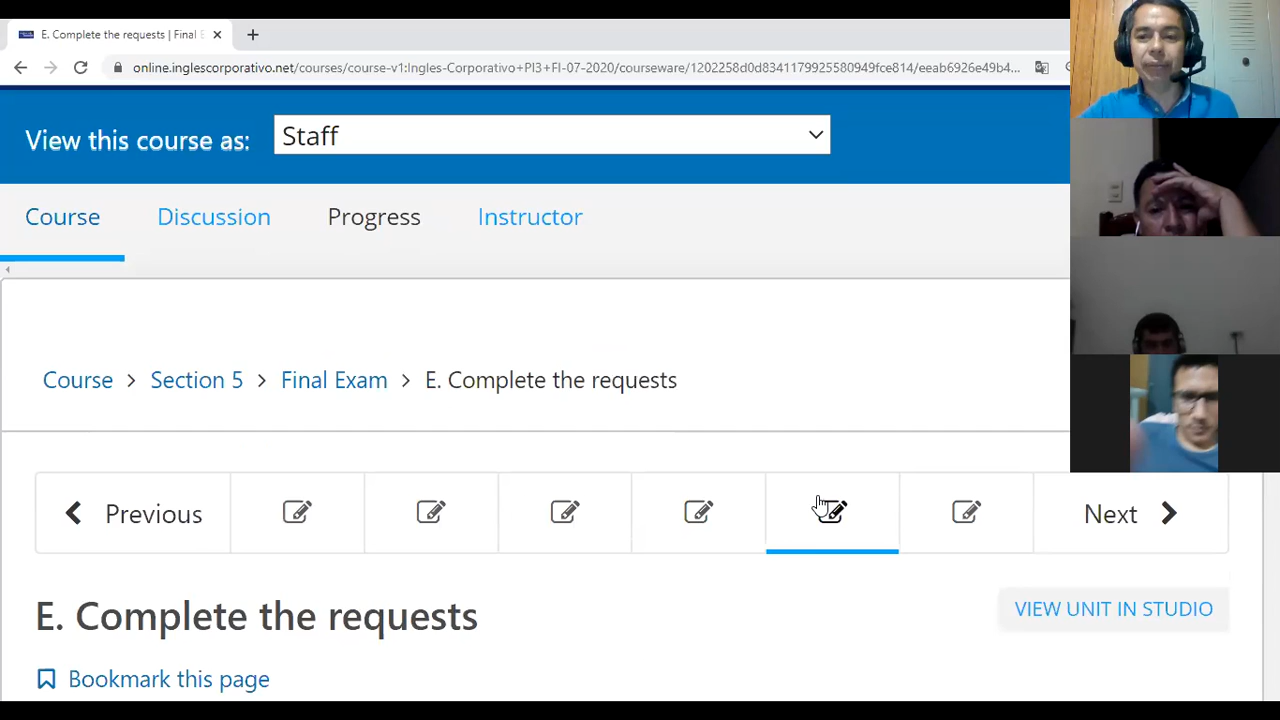 E. Complete the requests | Final E
online.inglescorporativo.net/courses/course-v1:Ingles-Corporativo+PI3+FI-07-2020/courseware/1202258d0d8341179925580949fce814/eeab6926e49b4...
View this course as: Staff
Course Discussion Progress Instructor
Course > Section 5 > Final Exam > E. Complete the requests
Previous Next
E. Complete the requests
VIEW UNIT IN STUDIO
Bookmark this page